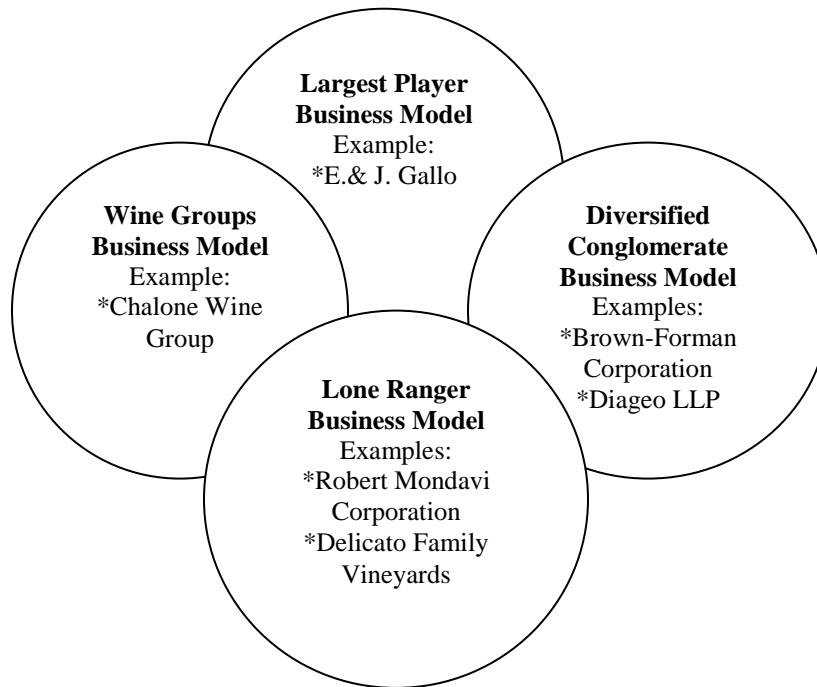 Largest Player
Business Model
Example:
*E.& J. Gallo
Wine Groups
Business Model
Example:
*Chalone Wine
Group
Diversified
Conglomerate
Business Model
Examples:
*Brown-Forman
Corporation
*Diageo LLP
Lone Ranger
Business Model
Examples:
*Robert Mondavi
Corporation
*Delicato Family
Vineyards